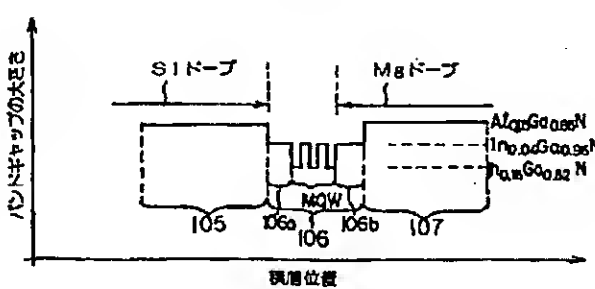 バンドギャップの大きさ
Siドープ
Mgドープ
Al0.15Ga0.85N
In0.04Ga0.96N
In0.18Ga0.82N
MQW
105
106a
106
106b
107
積層位置